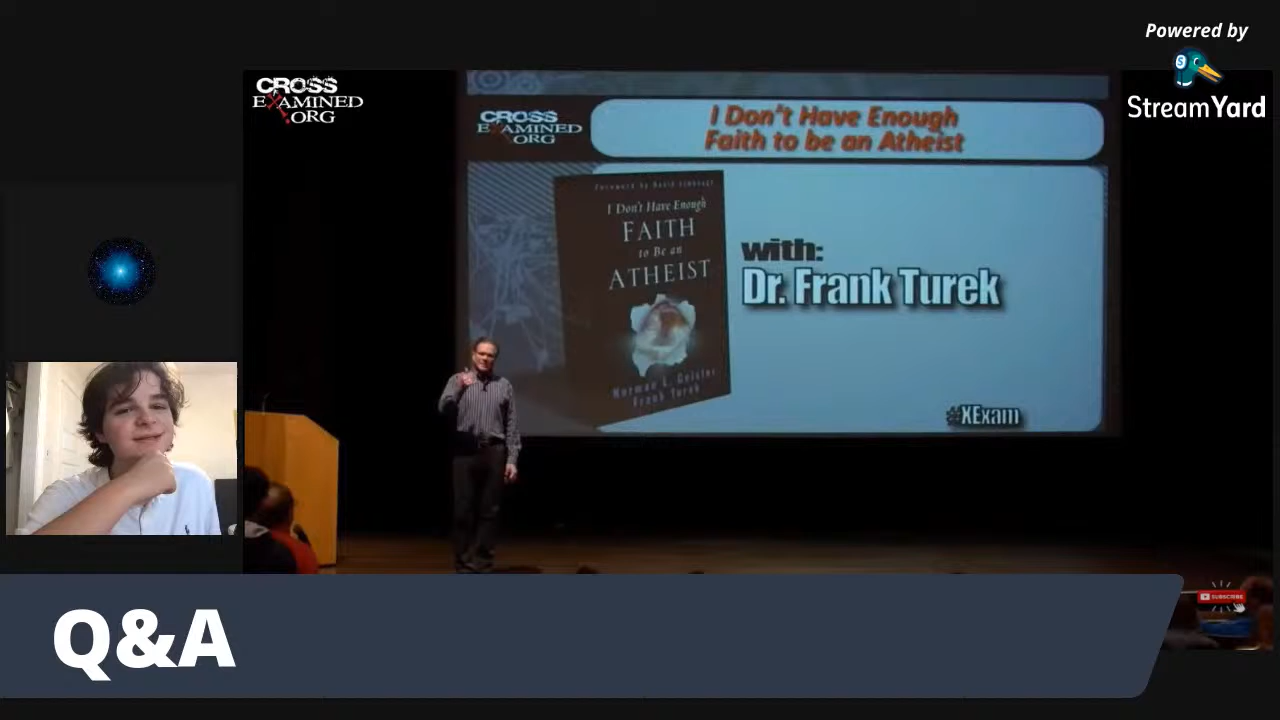 Powered by
StreamYard
CROSS
EXAMINED
.ORG
CROSS
EXAMINED
.ORG
I Don't Have Enough
Faith to be an Atheist
I Don't Have Enough
FAITH
to Be an
ATHEIST
Norman L. Geisler
Frank Turek
with:
Dr. Frank Turek
#XExam
SUBSCRIBE
Q&A